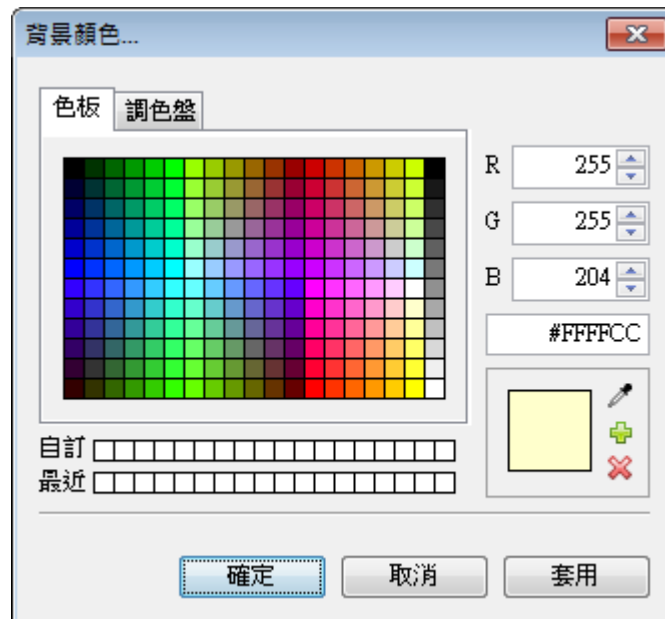 背景顏色...
色板 調色盤
R 255
G 255
B 204
#FFFFCC
自訂
最近
確定 取消 套用